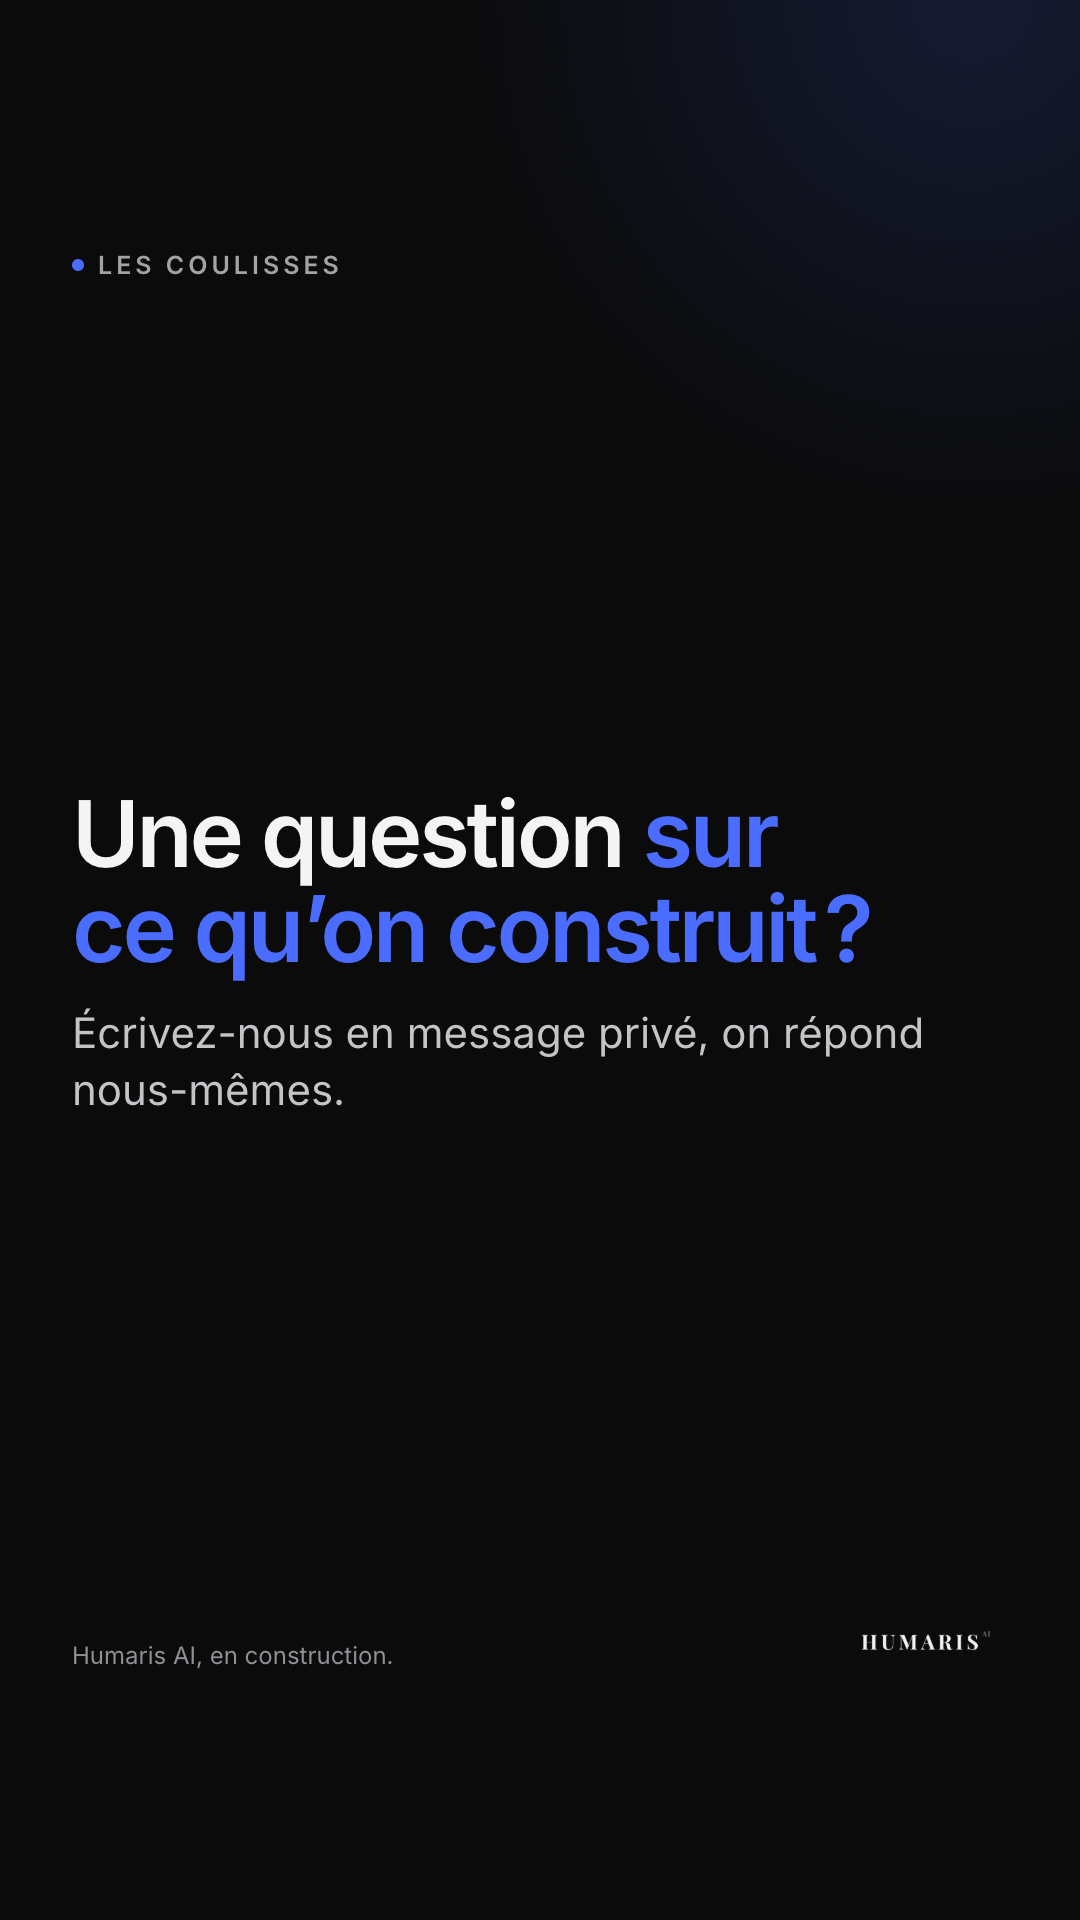 LES COULISSES
Une question sur
ce qu’on construit ?
Écrivez-nous en message privé, on répond
nous-mêmes.
Humaris AI, en construction.
HUMARIS AI